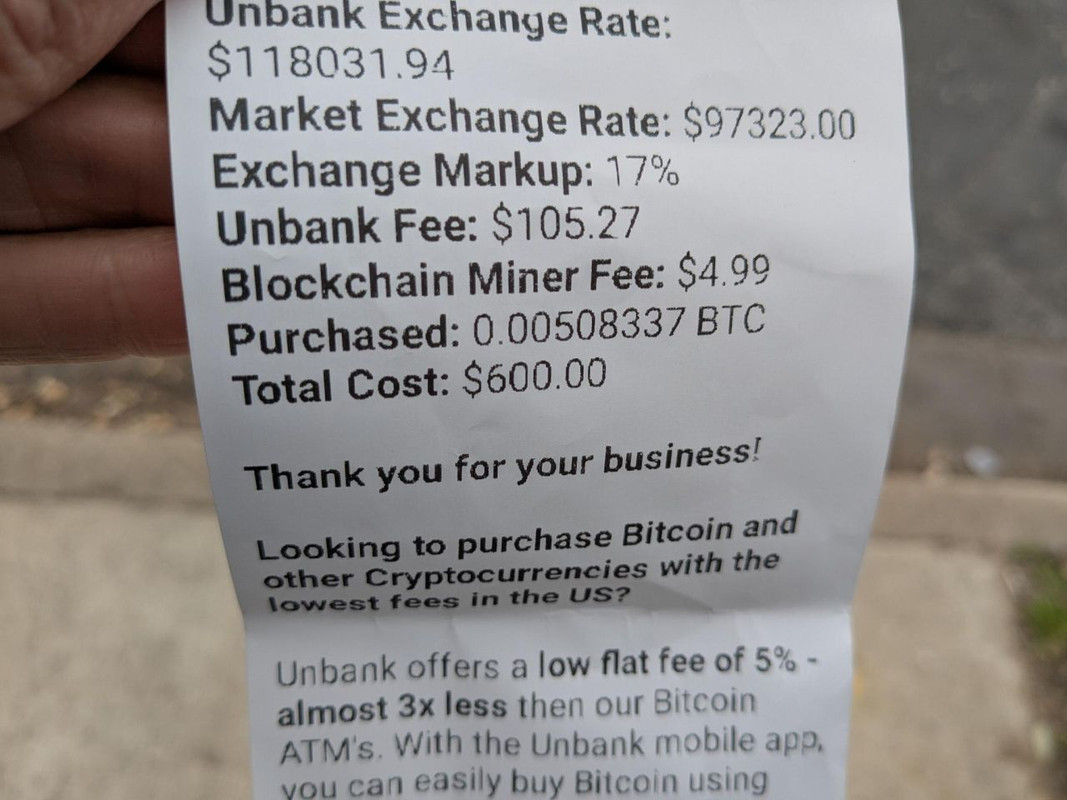 Unbank Exchange Rate:
$118031.94
Market Exchange Rate: $97323.00
Exchange Markup: 17%
Unbank Fee: $105.27
Blockchain Miner Fee: $4.99
Purchased: 0.00508337 BTC
Total Cost: $600.00
Thank you for your business!
Looking to purchase Bitcoin and
other Cryptocurrencies with the
lowest fees in the US?
Unbank offers a low flat fee of 5% -
almost 3x less then our Bitcoin
ATM's. With the Unbank mobile app,
you can easily buy Bitcoin using